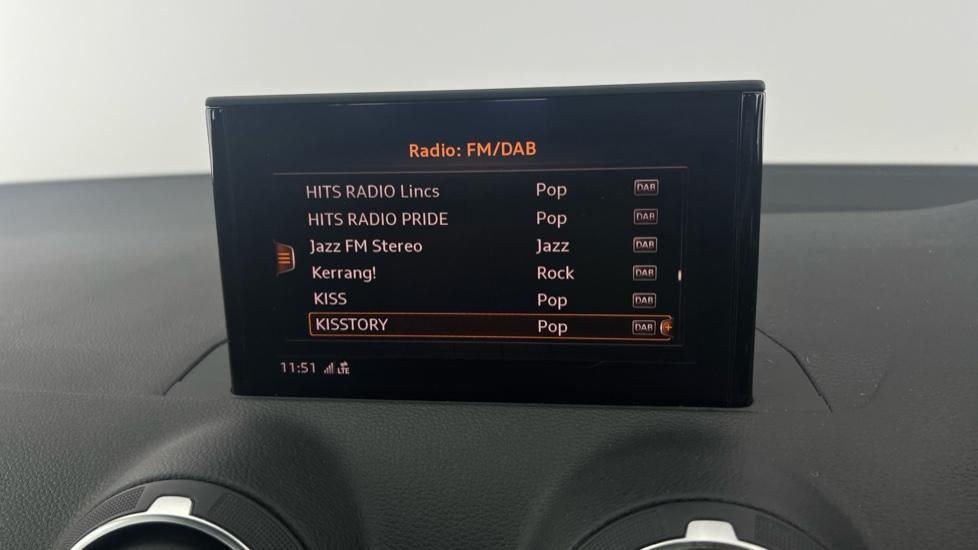 Radio: FM/DAB
HITS RADIO Lincs Pop DAB
HITS RADIO PRIDE Pop DAB
Jazz FM Stereo Jazz DAB
Kerrang! Rock DAB
KISS Pop DAB
KISSTORY Pop DAB
11:51 LTE